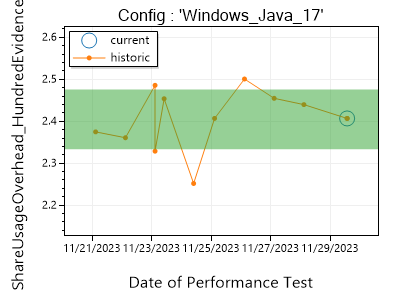 Config : 'Windows_Java_17'
ShareUsageOverhead_HundredEvidence
2.6
2.5
2.4
2.3
2.2
current
historic
11/21/2023 11/23/2023 11/25/2023 11/27/2023 11/29/2023
Date of Performance Test